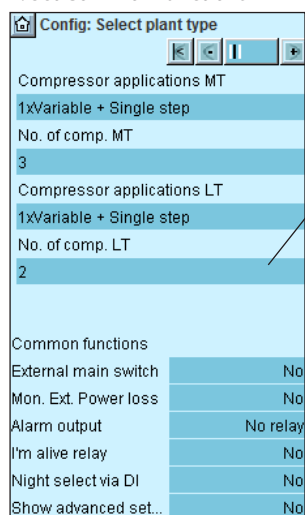 Config: Select plant type
Compressor applications MT
1xVariable + Single step
No. of comp. MT
3
Compressor applications LT
1xVariable + Single step
No. of comp. LT
2
Common functions
External main switch No
Mon. Ext. Power loss No
Alarm output No relay
I'm alive relay No
Night select via DI No
Show advanced set... No